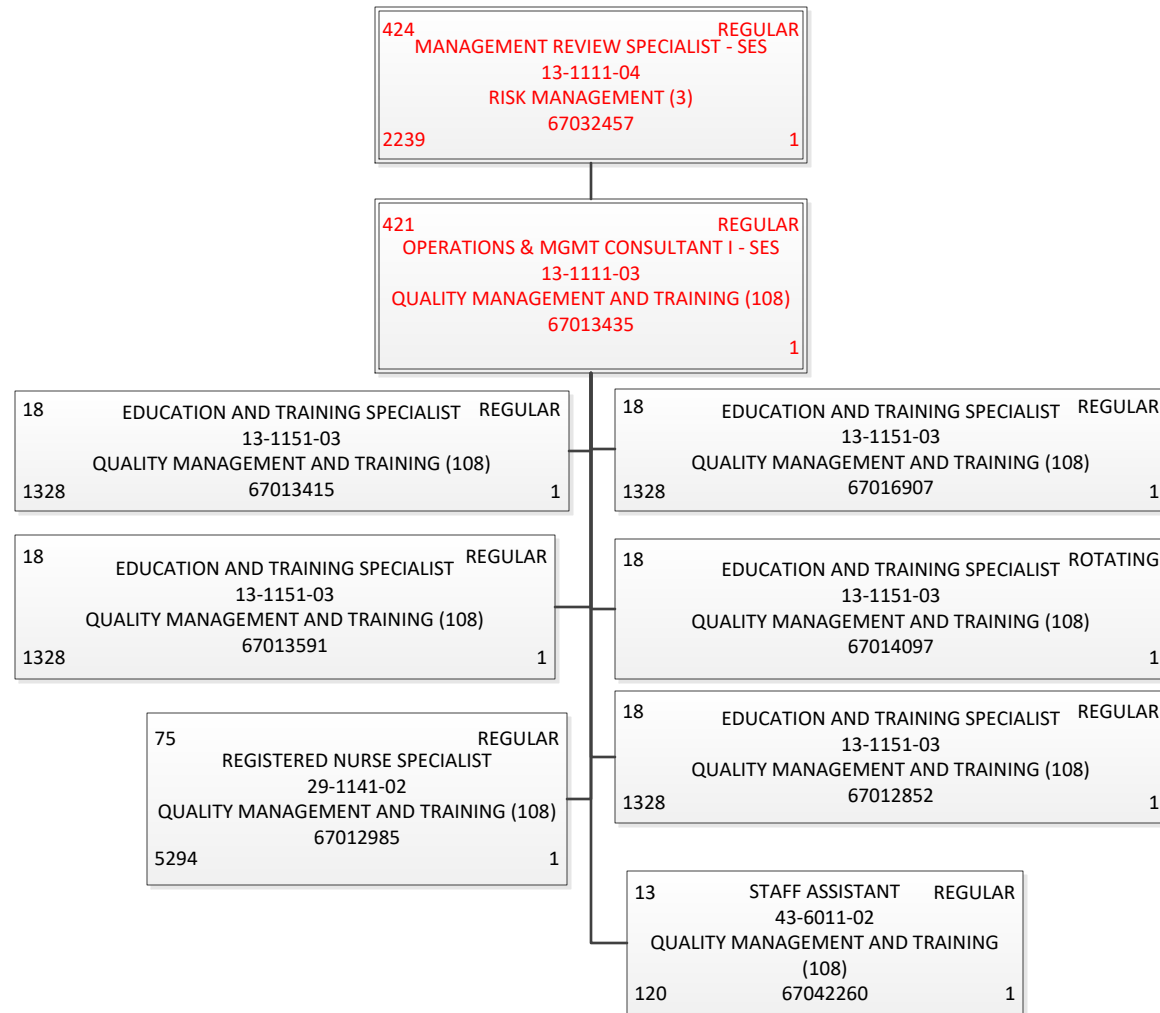 424 REGULAR
MANAGEMENT REVIEW SPECIALIST - SES
13-1111-04
RISK MANAGEMENT (3)
67032457
2239 1
421 REGULAR
OPERATIONS & MGMT CONSULTANT I - SES
13-1111-03
QUALITY MANAGEMENT AND TRAINING (108)
67013435
1
18 EDUCATION AND TRAINING SPECIALIST REGULAR
13-1151-03
QUALITY MANAGEMENT AND TRAINING (108)
67013415
1328 1
18 EDUCATION AND TRAINING SPECIALIST REGULAR
13-1151-03
QUALITY MANAGEMENT AND TRAINING (108)
67016907
1328 1
18 EDUCATION AND TRAINING SPECIALIST REGULAR
13-1151-03
QUALITY MANAGEMENT AND TRAINING (108)
67013591
1328 1
18 EDUCATION AND TRAINING SPECIALIST ROTATING
13-1151-03
QUALITY MANAGEMENT AND TRAINING (108)
67014097
1
75 REGULAR
REGISTERED NURSE SPECIALIST
29-1141-02
QUALITY MANAGEMENT AND TRAINING (108)
67012985
5294 1
18 EDUCATION AND TRAINING SPECIALIST REGULAR
13-1151-03
QUALITY MANAGEMENT AND TRAINING (108)
67012852
1328 1
13 STAFF ASSISTANT REGULAR
43-6011-02
QUALITY MANAGEMENT AND TRAINING
(108)
120 67042260 1